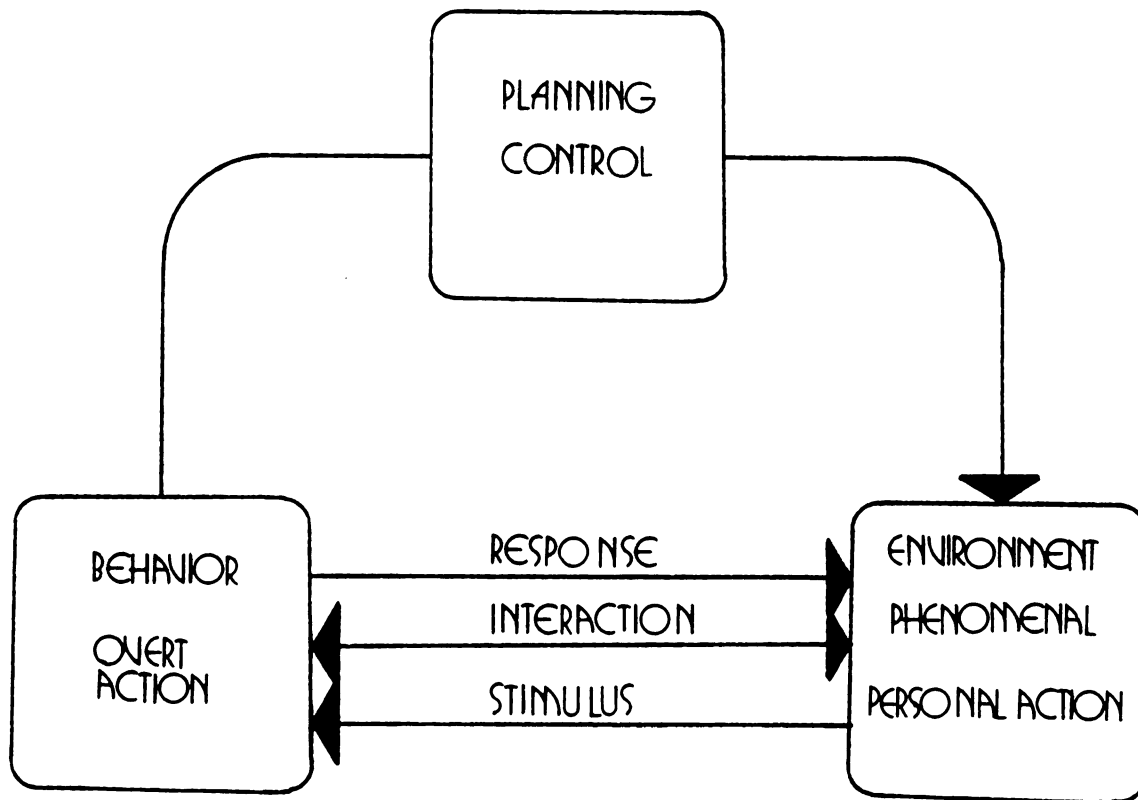 PLANNING
CONTROL
BEHAVIOR
OVERT
ACTION
RESPONSE
INTERACTION
STIMULUS
ENVIRONMENT
PHENOMENAL
PERSONAL ACTION